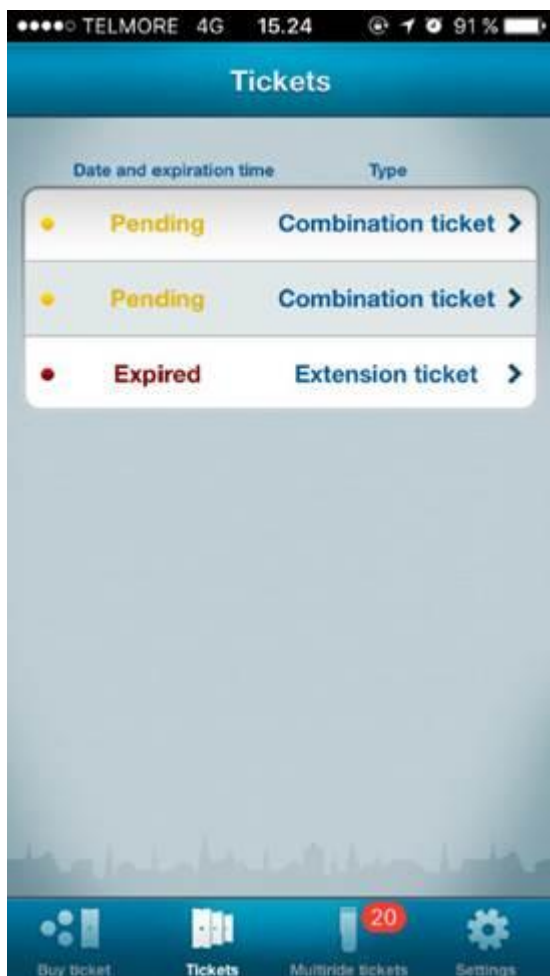 TELMORE 4G 15.24 91 %
Tickets
Date and expiration time Type
Pending Combination ticket
Pending Combination ticket
Expired Extension ticket
20
Buy ticket Tickets Multiride tickets Settings